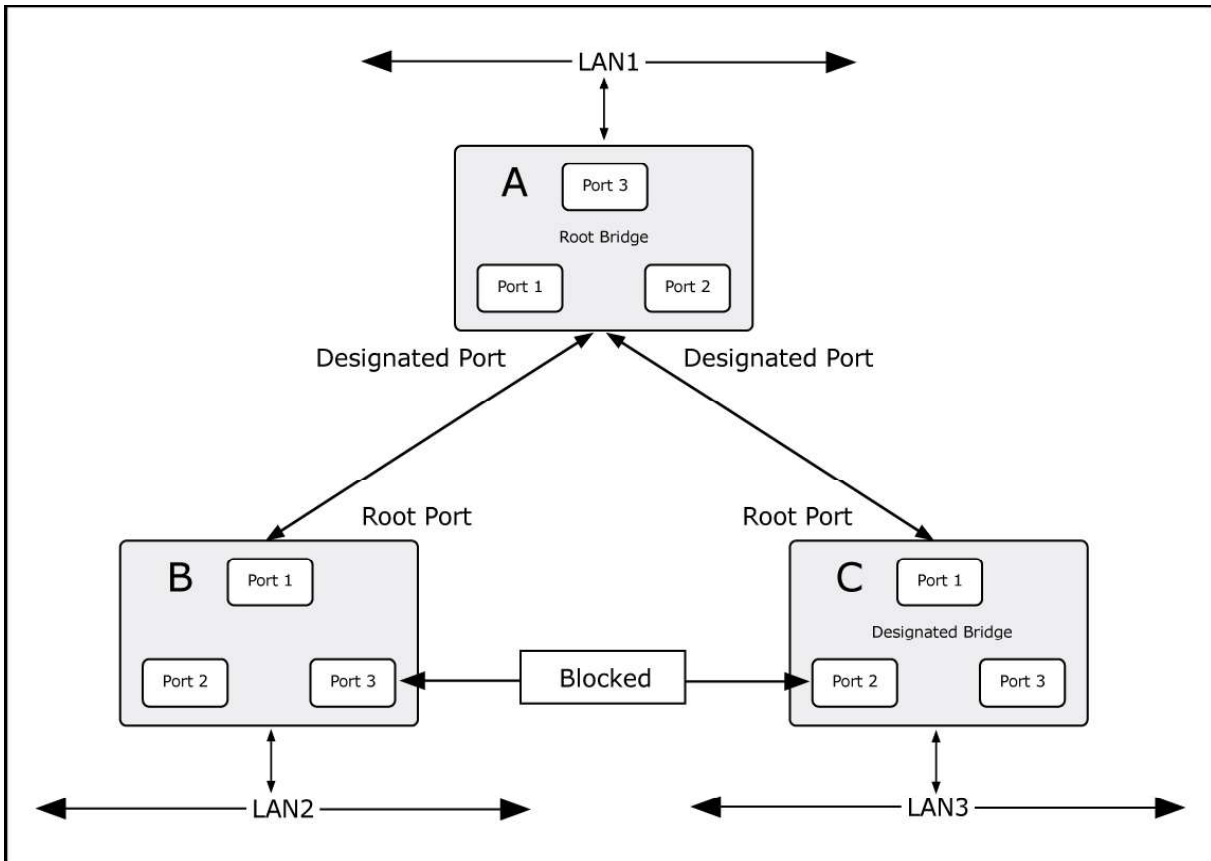 LAN1
A
Port 3
Root Bridge
Port 1
Port 2
Designated Port
Designated Port
Root Port
Root Port
B
Port 1
C
Port 1
Designated Bridge
Port 2
Port 3
Blocked
Port 2
Port 3
LAN2
LAN3